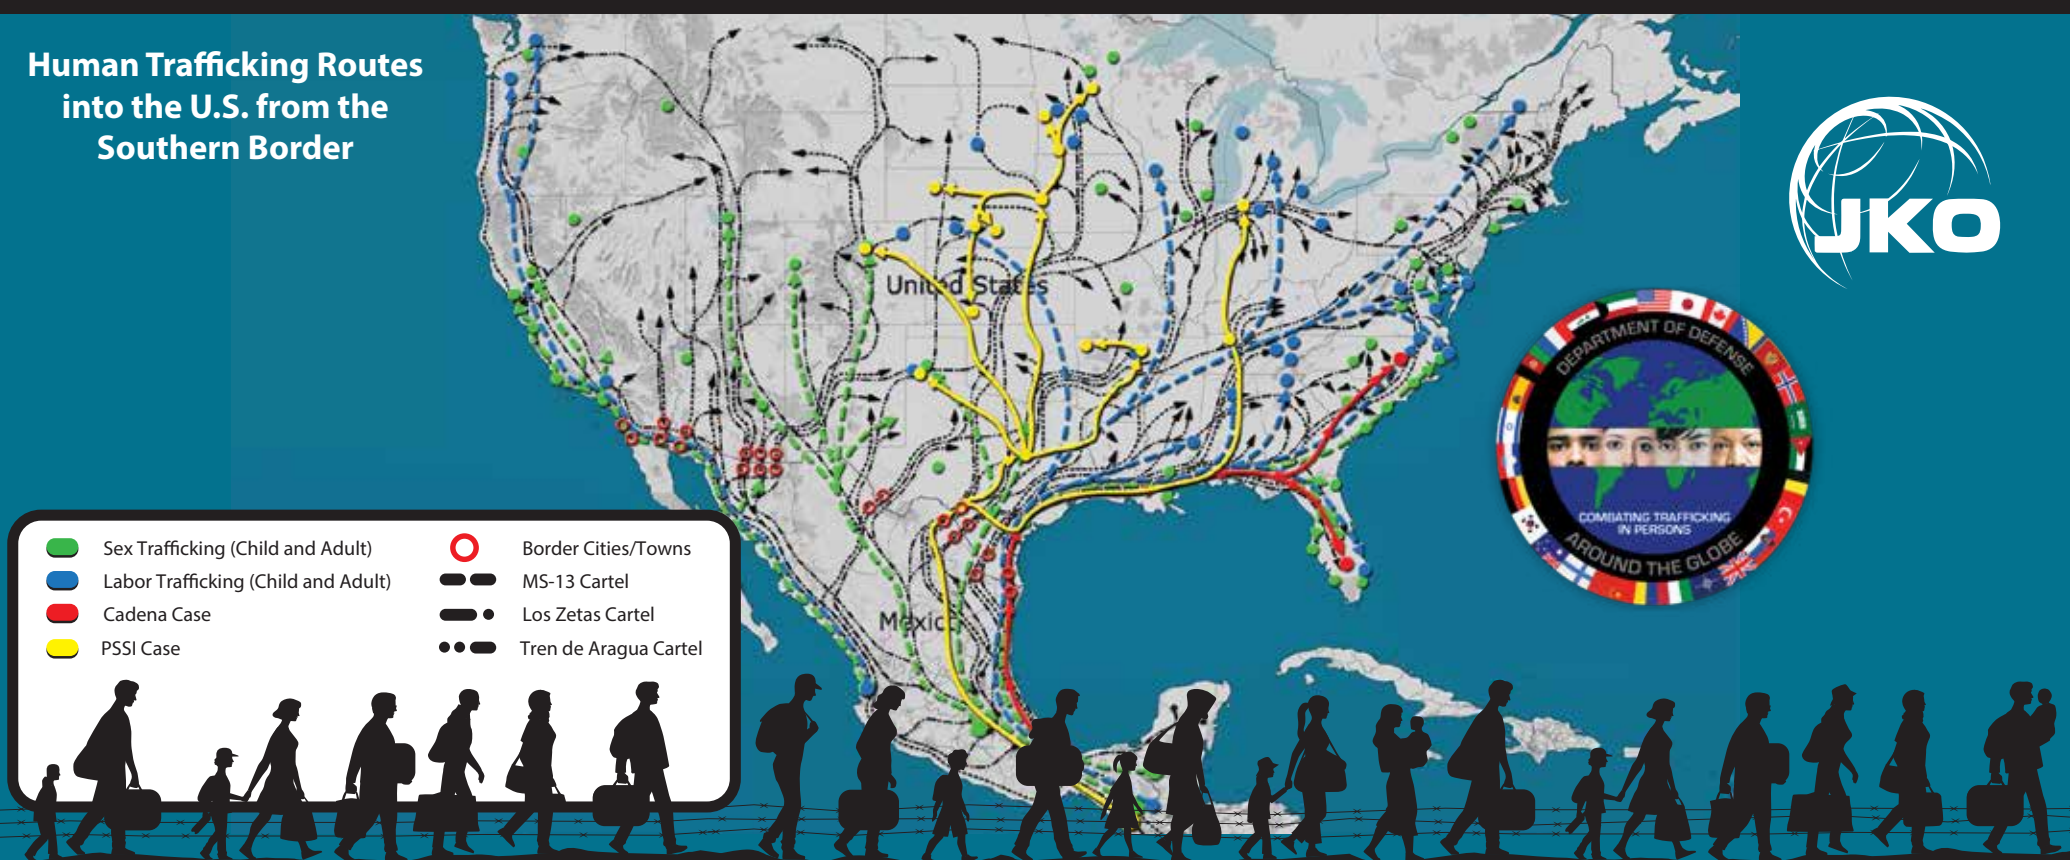 Human Trafficking Routes
into the U.S. from the
Southern Border
JKO
United States
Mexico
DEPARTMENT OF DEFENSE
COMBATING TRAFFICKING
IN PERSONS
AROUND THE GLOBE
Sex Trafficking (Child and Adult)
Labor Trafficking (Child and Adult)
Cadena Case
PSSI Case
Border Cities/Towns
MS-13 Cartel
Los Zetas Cartel
Tren de Aragua Cartel